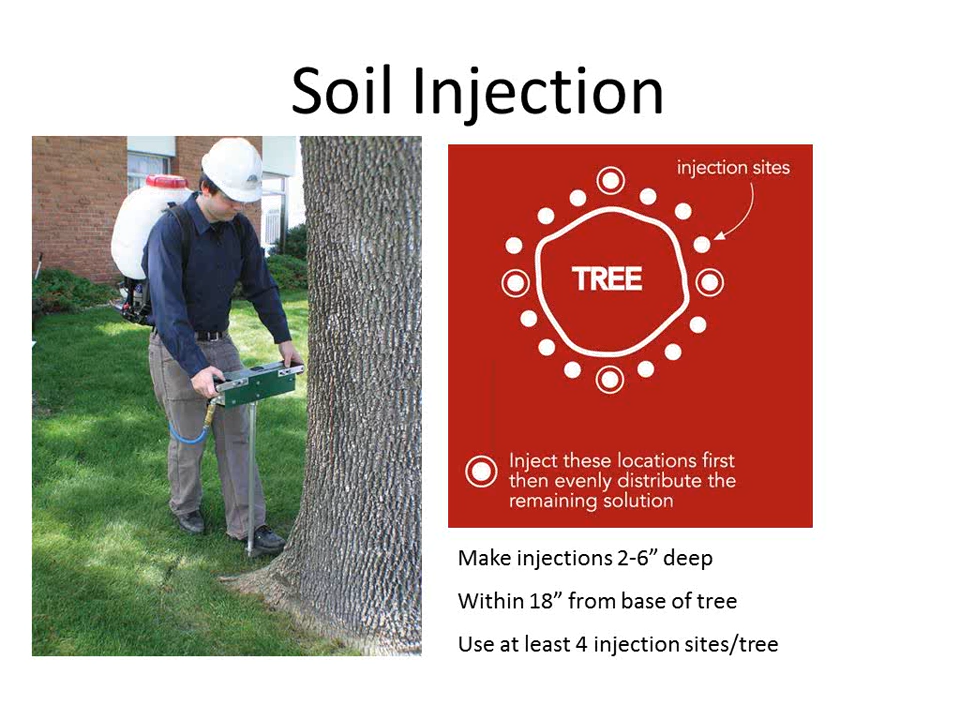 Soil Injection
injection sites
TREE
Inject these locations first
then evenly distribute the
remaining solution
Make injections 2-6” deep
Within 18” from base of tree
Use at least 4 injection sites/tree